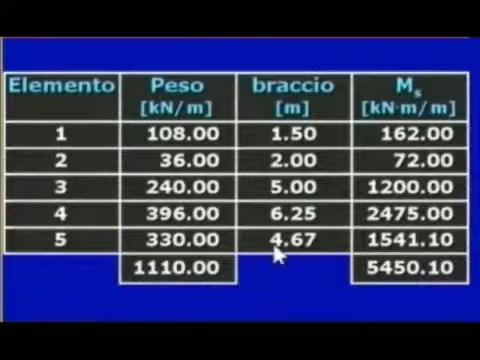 Elemento Peso braccio Ms
[kN/m] [m] [kN·m/m]
1 108.00 1.50 162.00
2 36.00 2.00 72.00
3 240.00 5.00 1200.00
4 396.00 6.25 2475.00
5 330.00 4.67 1541.10
1110.00 5450.10